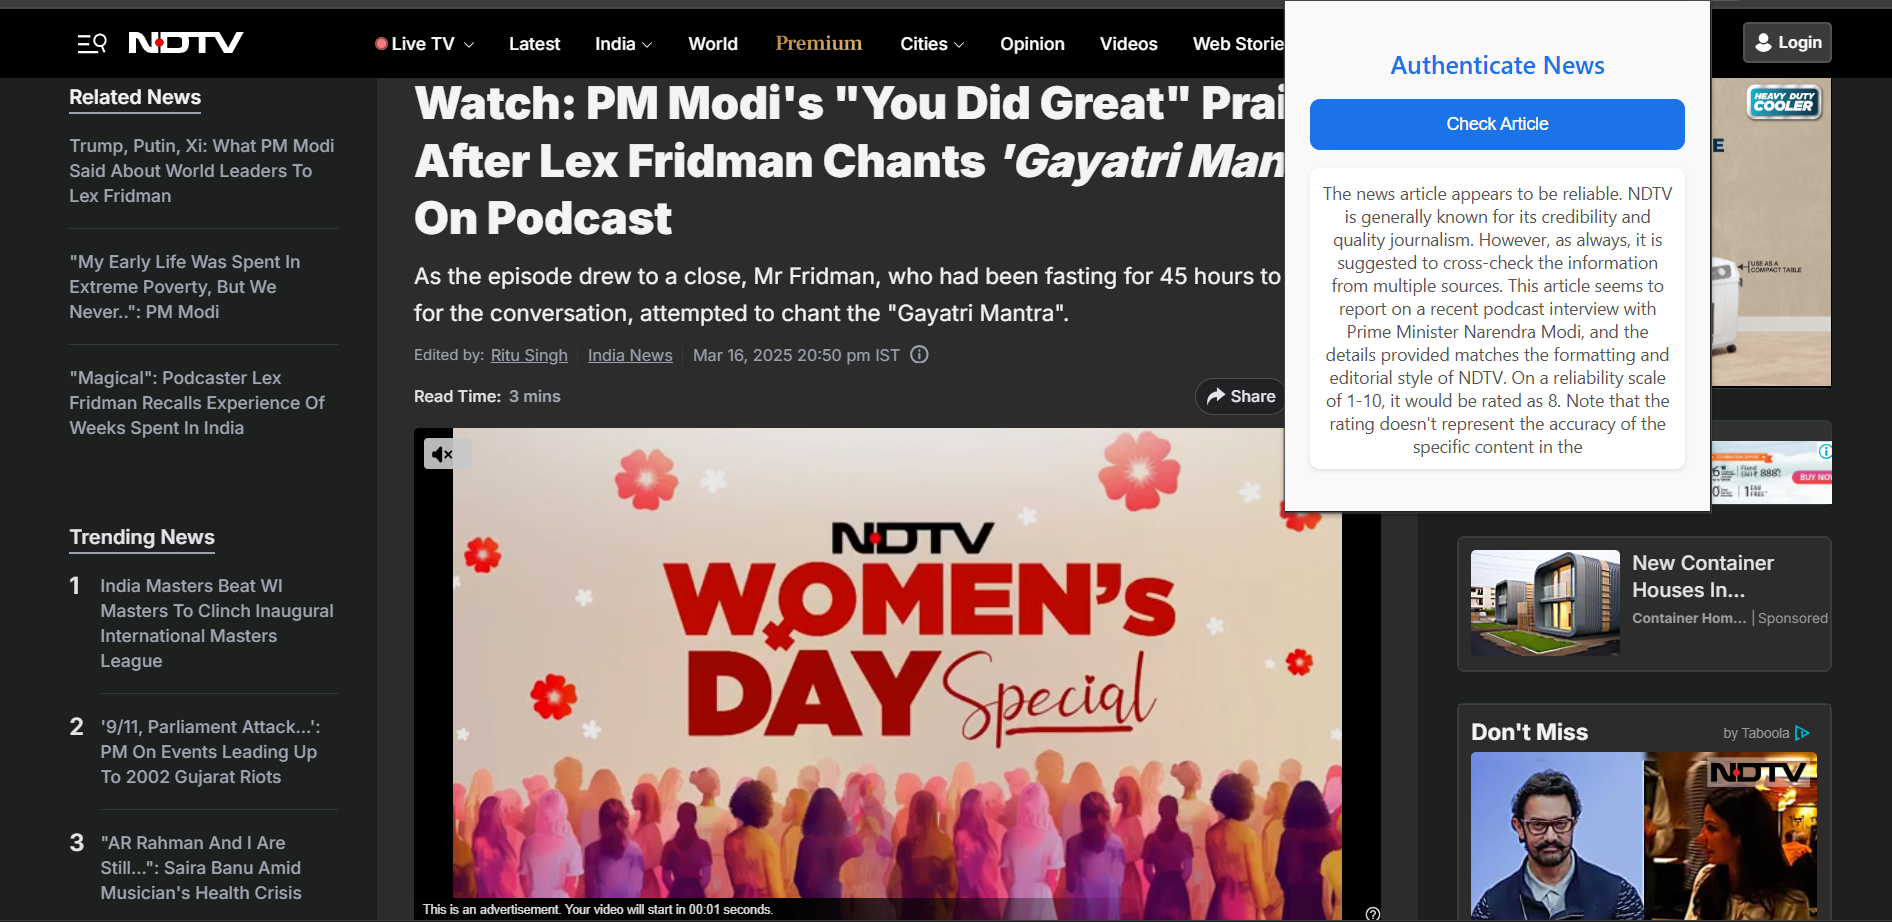 NDTV
Live TV
Latest
India
World
Premium
Cities
Opinion
Videos
Web Storie
Login
Related News
Trump, Putin, Xi: What PM Modi
Said About World Leaders To
Lex Fridman
"My Early Life Was Spent In
Extreme Poverty, But We
Never..": PM Modi
"Magical": Podcaster Lex
Fridman Recalls Experience Of
Weeks Spent In India
Trending News
1 India Masters Beat WI
Masters To Clinch Inaugural
International Masters
League
2 '9/11, Parliament Attack...':
PM On Events Leading Up
To 2002 Gujarat Riots
3 "AR Rahman And I Are
Still...": Saira Banu Amid
Musician's Health Crisis
Watch: PM Modi's "You Did Great" Prai
After Lex Fridman Chants 'Gayatri Man
On Podcast
As the episode drew to a close, Mr Fridman, who had been fasting for 45 hours to
for the conversation, attempted to chant the "Gayatri Mantra".
Edited by: Ritu Singh India News Mar 16, 2025 20:50 pm IST
Read Time: 3 mins
Share
NDTV
WOMEN'S
DAY Special
This is an advertisement. Your video will start in 00:01 seconds.
Authenticate News
Check Article
The news article appears to be reliable. NDTV
is generally known for its credibility and
quality journalism. However, as always, it is
suggested to cross-check the information
from multiple sources. This article seems to
report on a recent podcast interview with
Prime Minister Narendra Modi, and the
details provided matches the formatting and
editorial style of NDTV. On a reliability scale
of 1-10, it would be rated as 8. Note that the
rating doesn't represent the accuracy of the
specific content in the
HEAVY DUTY
COOLER
E
USE AS A
COMPACT TABLE
888
BUY NO
FREE
New Container
Houses In...
Container Hom... | Sponsored
Don't Miss
by Taboola
NDTV